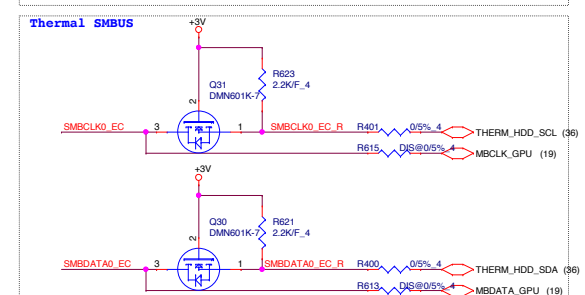 Thermal SMBUS
+3V
R623
2.2K/F_4
Q31
DMN601K-7
2
SMBCLK0_EC 3 1 SMBCLK0_EC_R R401 0/5%_4 THERM_HDD_SCL (36)
R615 DIS@0/5%_4 MBCLK_GPU (19)
+3V
Q30 R621
DMN601K-7 2.2K/F_4
2
SMBDATA0_EC 3 1 SMBDATA0_EC_R R400 0/5%_4 THERM_HDD_SDA (36)
R613 DIS@0/5%_4 MBDATA_GPU (19)